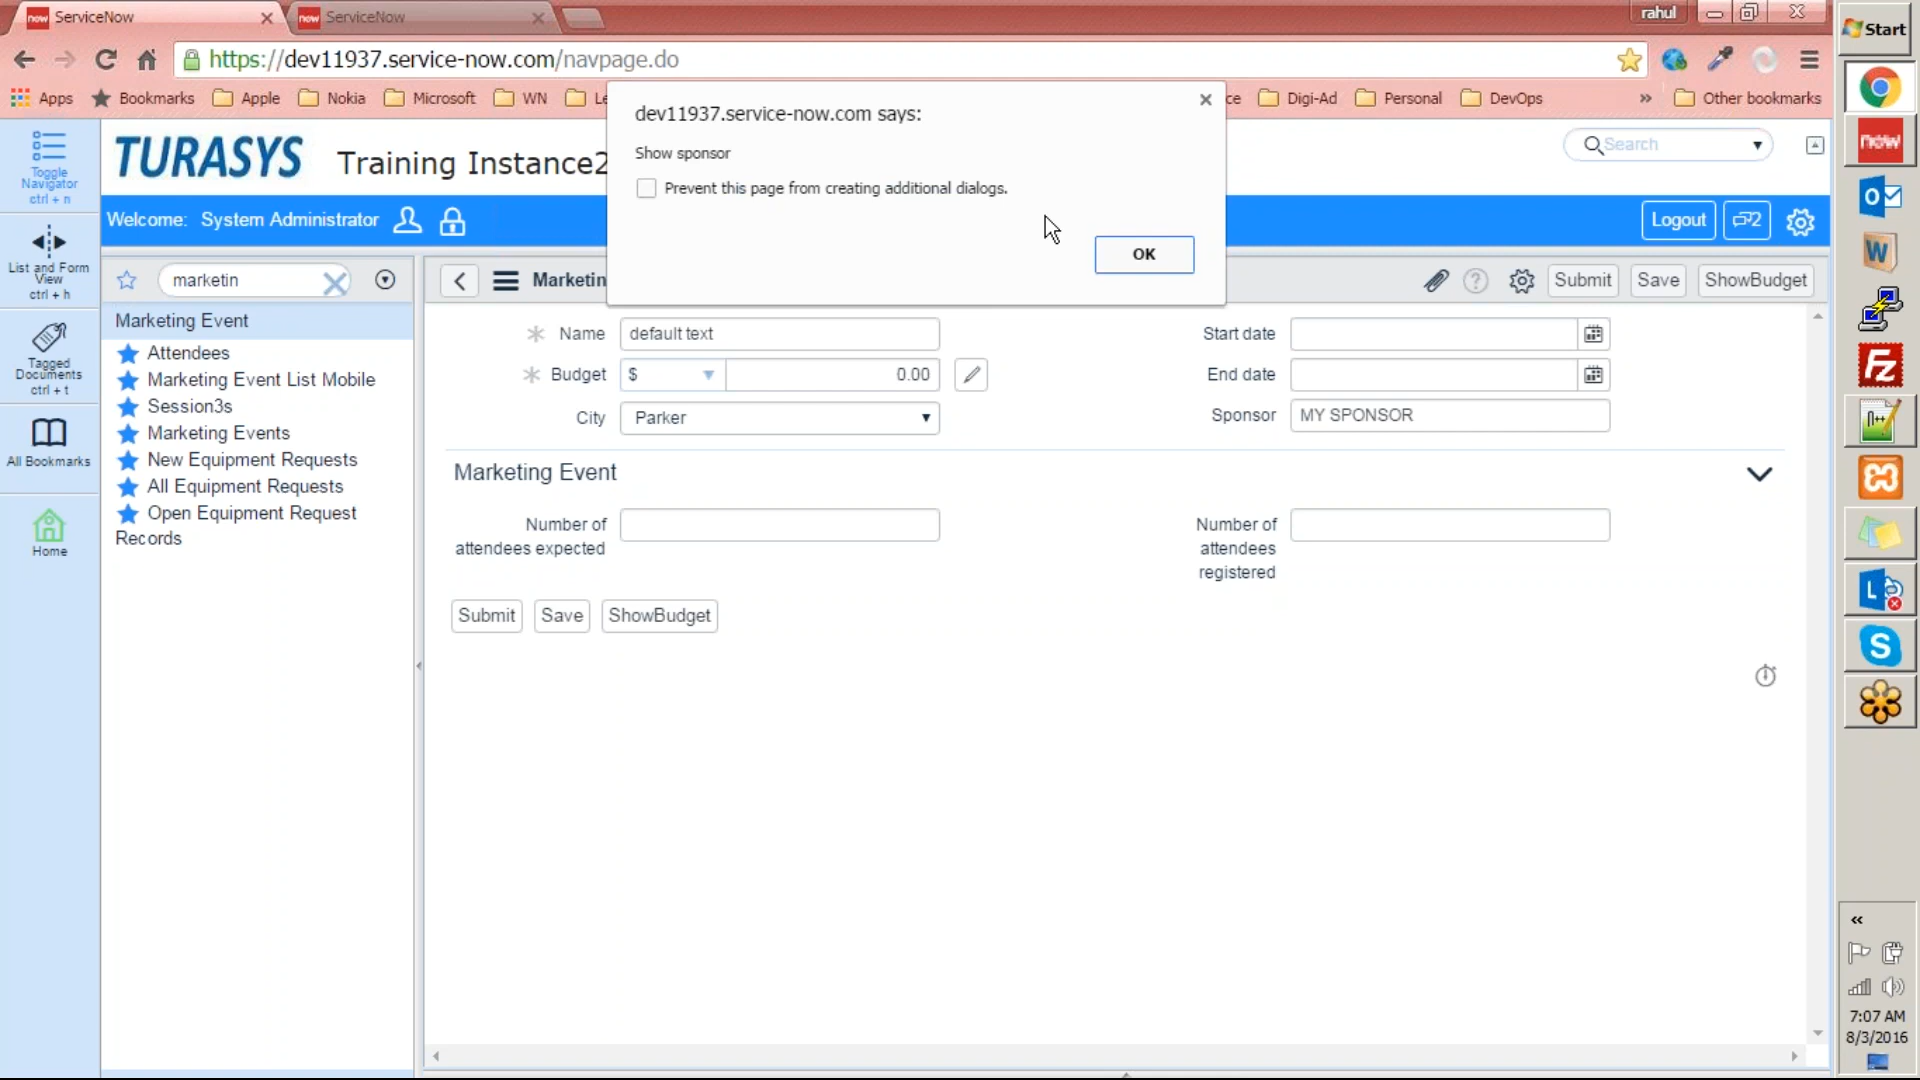 now ServiceNow
now ServiceNow
rahul
Start
https://dev11937.service-now.com/navpage.do
Apps
Bookmarks
Apple
Nokia
Microsoft
WN
Digi-Ad
Personal
DevOps
»
Other bookmarks
dev11937.service-now.com says:
Show sponsor
Prevent this page from creating additional dialogs.
OK
Toggle
Navigator
ctrl + n
TURASYS Training Instance2
Search
now
Welcome: System Administrator
Logout
2
List and Form
View
ctrl + h
marketin
Marketin
Submit
Save
ShowBudget
Marketing Event
Attendees
Marketing Event List Mobile
Session3s
Marketing Events
New Equipment Requests
All Equipment Requests
Open Equipment Request
Records
Tagged
Documents
ctrl + t
All Bookmarks
Home
Name default text
Budget $ 0.00
City Parker
Start date
End date
Sponsor MY SPONSOR
Marketing Event
Number of
attendees expected
Number of
attendees
registered
Submit
Save
ShowBudget
W
Fz
n++
L
S
«
7:07 AM
8/3/2016